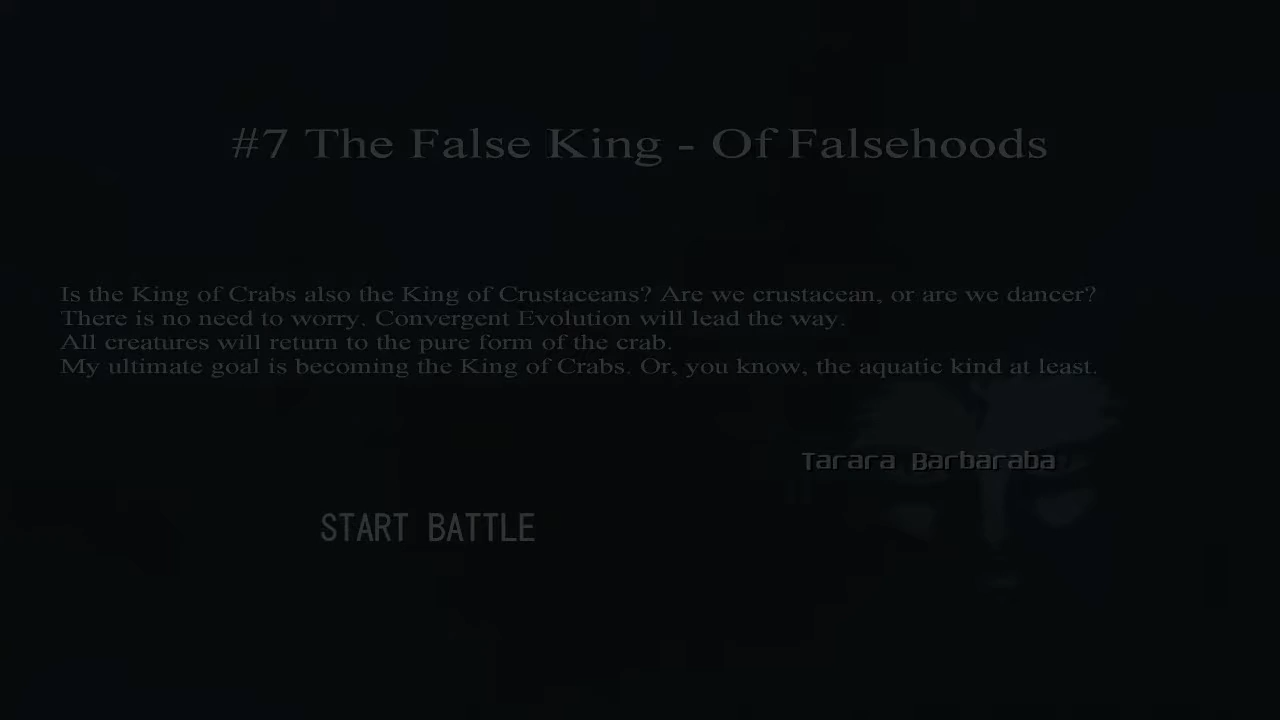 #7 The False King - Of Falsehoods
Is the King of Crabs also the King of Crustaceans? Are we crustacean, or are we dancer?
There is no need to worry. Convergent Evolution will lead the way.
All creatures will return to the pure form of the crab.
My ultimate goal is becoming the King of Crabs. Or, you know, the aquatic kind at least.
Tarara Barbaraba
START BATTLE